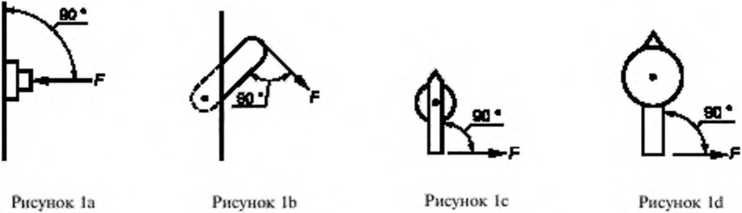 90°
F
90°
F
90°
F
90°
F
Рисунок 1a
Рисунок 1b
Рисунок 1c
Рисунок 1d